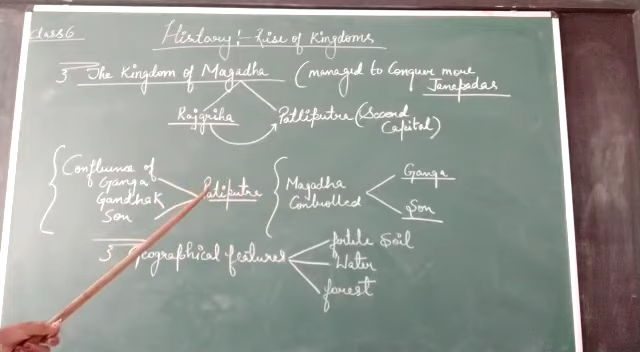 class 6
History:- Rise of Kingdoms
3 The Kingdom of Magadha (managed to Conquer more
Janepadas
Rajgriha
Patliputra (Second
Capital)
Confluence of
Ganga
Gandhak
Son
Patliputra
Magadha
Controlled
Ganga
Son
3 Geographical features
fertile Soil
Water
forest